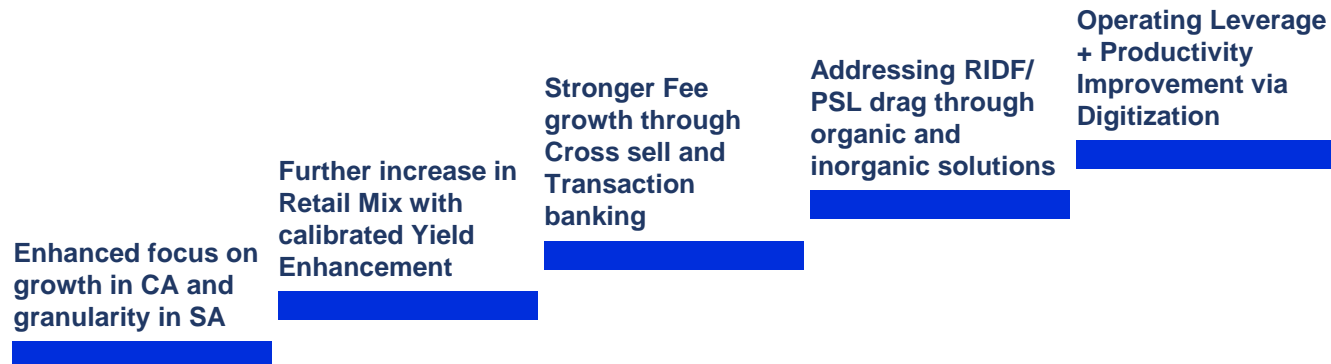 Enhanced focus on
growth in CA and
granularity in SA
Further increase in
Retail Mix with
calibrated Yield
Enhancement
Stronger Fee
growth through
Cross sell and
Transaction
banking
Addressing RIDF/
PSL drag through
organic and
inorganic solutions
Operating Leverage
+ Productivity
Improvement via
Digitization